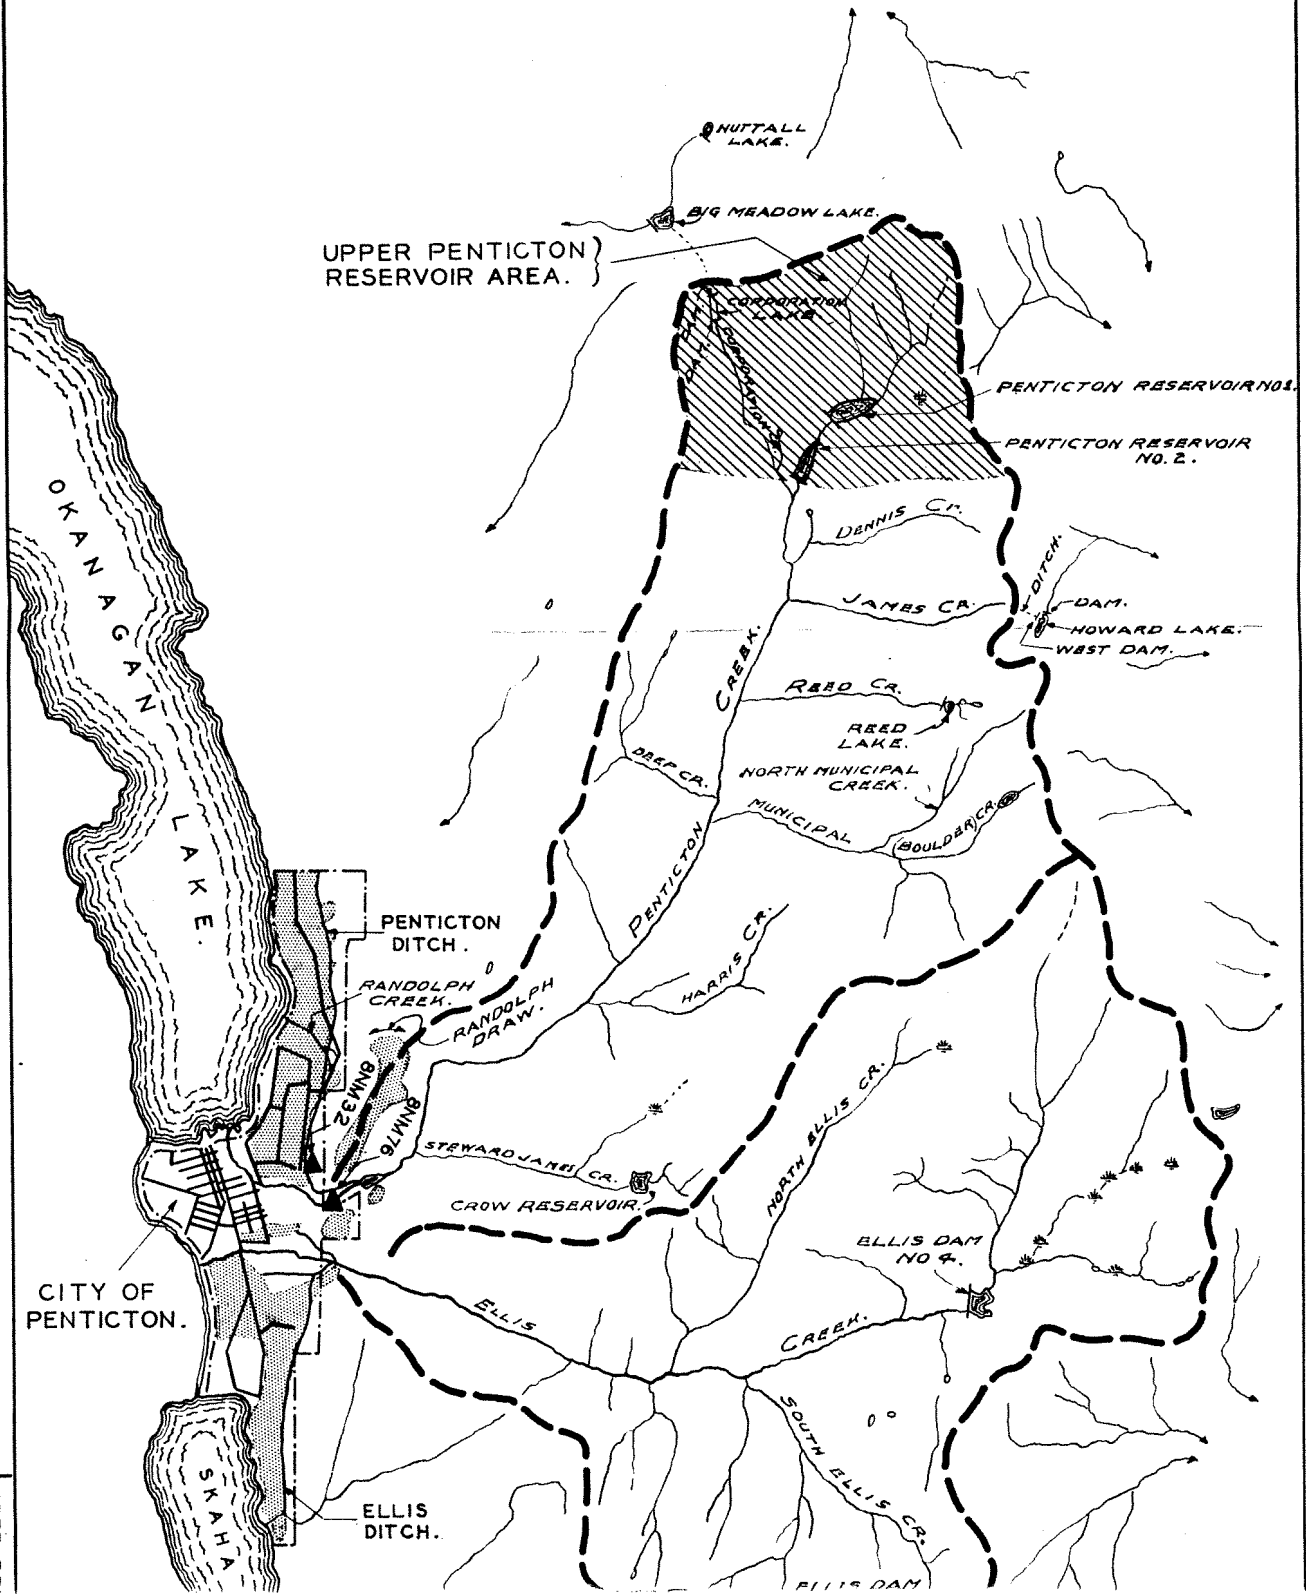 NUTTALL
LAKE.
BIG MEADOW LAKE.
UPPER PENTICTON
RESERVOIR AREA.
CORPORATION
LAKE
CORPORATION CR.
PENTICTON RESERVOIR NO1.
PENTICTON RESERVOIR
NO. 2.
OKANAGAN LAKE.
DENNIS Cr.
DITCH.
JAMES CR.
DAM.
HOWARD LAKE.
WEST DAM.
CREEK.
REED CR.
REED
LAKE.
DEEP CR.
NORTH MUNICIPAL
CREEK.
MUNICIPAL
(BOULDER) CR.
PENTICTON
PENTICTON
DITCH.
HARRIS CR.
RANDOLPH
CREEK.
RANDOLPH
DRAW.
8NM32
8NM76
NORTH ELLIS CR.
STEWARD JAMES CR.
CROW RESERVOIR.
ELLIS DAM
NO 4.
CITY OF
PENTICTON.
ELLIS
CREEK.
SOUTH ELLIS CR.
SKAHA
ELLIS
DITCH.
ELLIS DAM